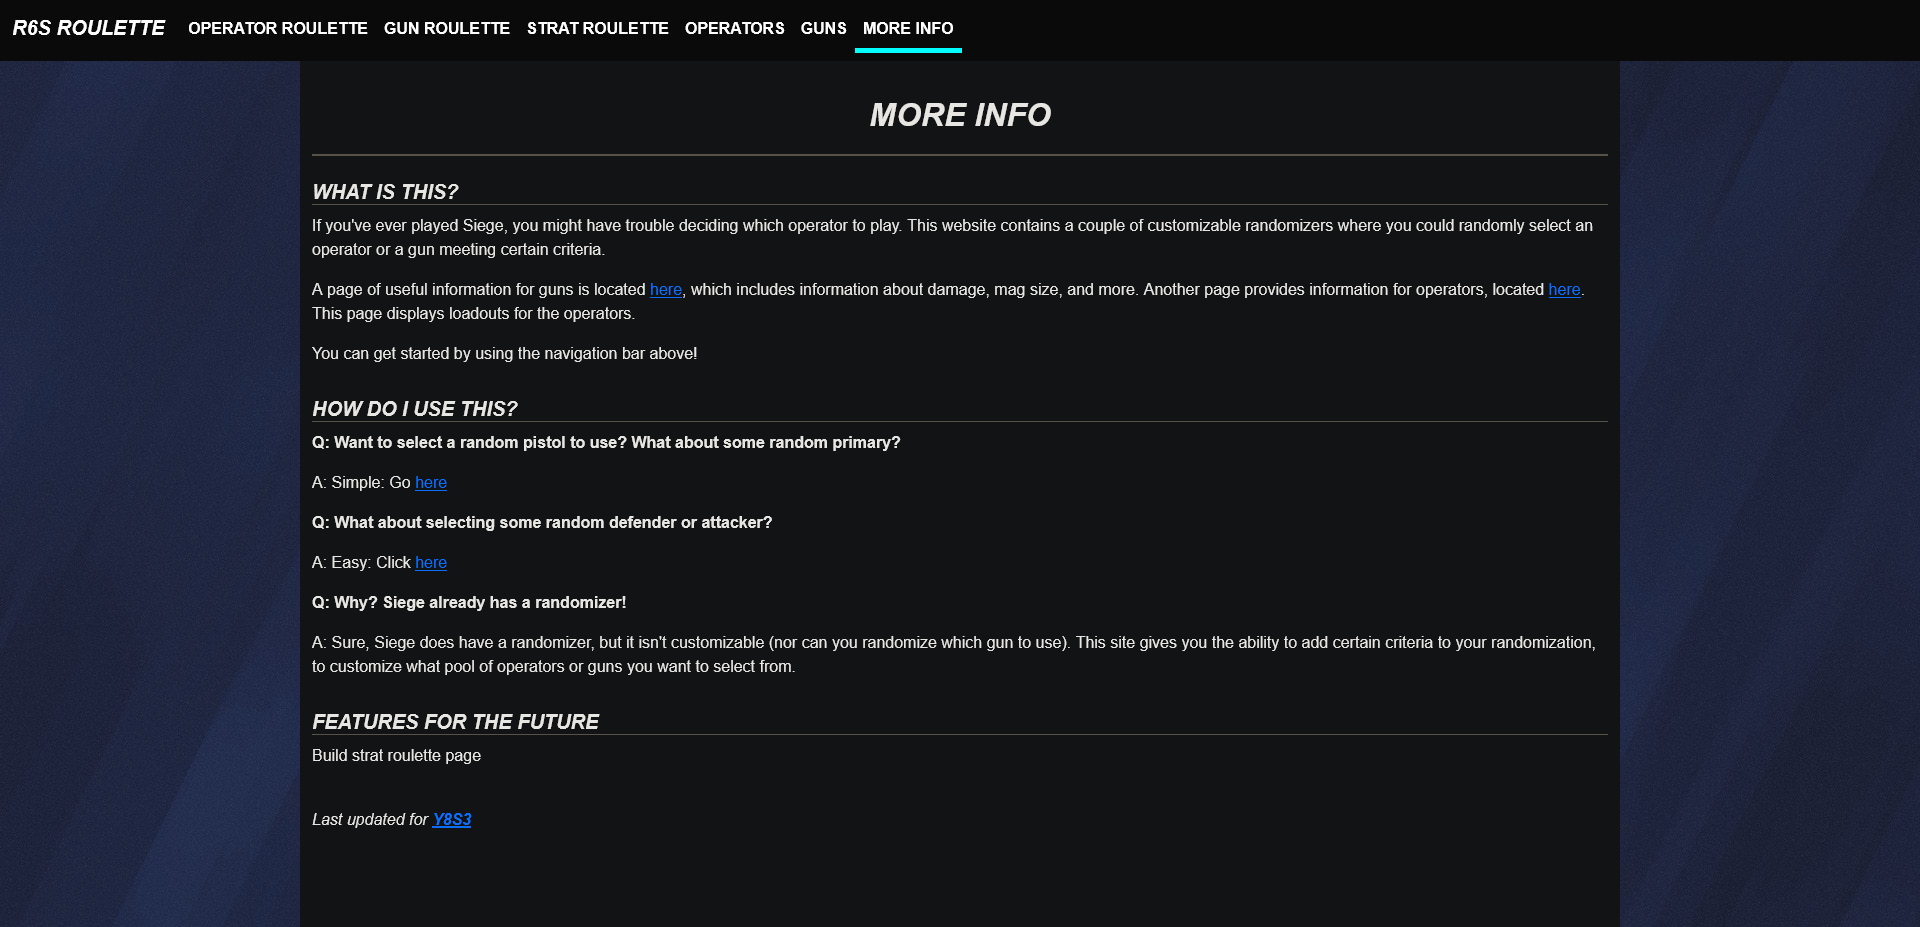 R6S ROULETTE OPERATOR ROULETTE GUN ROULETTE STRAT ROULETTE OPERATORS GUNS MORE INFO
MORE INFO
WHAT IS THIS?
If you've ever played Siege, you might have trouble deciding which operator to play. This website contains a couple of customizable randomizers where you could randomly select an
operator or a gun meeting certain criteria.
A page of useful information for guns is located here, which includes information about damage, mag size, and more. Another page provides information for operators, located here.
This page displays loadouts for the operators.
You can get started by using the navigation bar above!
HOW DO I USE THIS?
Q: Want to select a random pistol to use? What about some random primary?
A: Simple: Go here
Q: What about selecting some random defender or attacker?
A: Easy: Click here
Q: Why? Siege already has a randomizer!
A: Sure, Siege does have a randomizer, but it isn't customizable (nor can you randomize which gun to use). This site gives you the ability to add certain criteria to your randomization,
to customize what pool of operators or guns you want to select from.
FEATURES FOR THE FUTURE
Build strat roulette page
Last updated for Y8S3